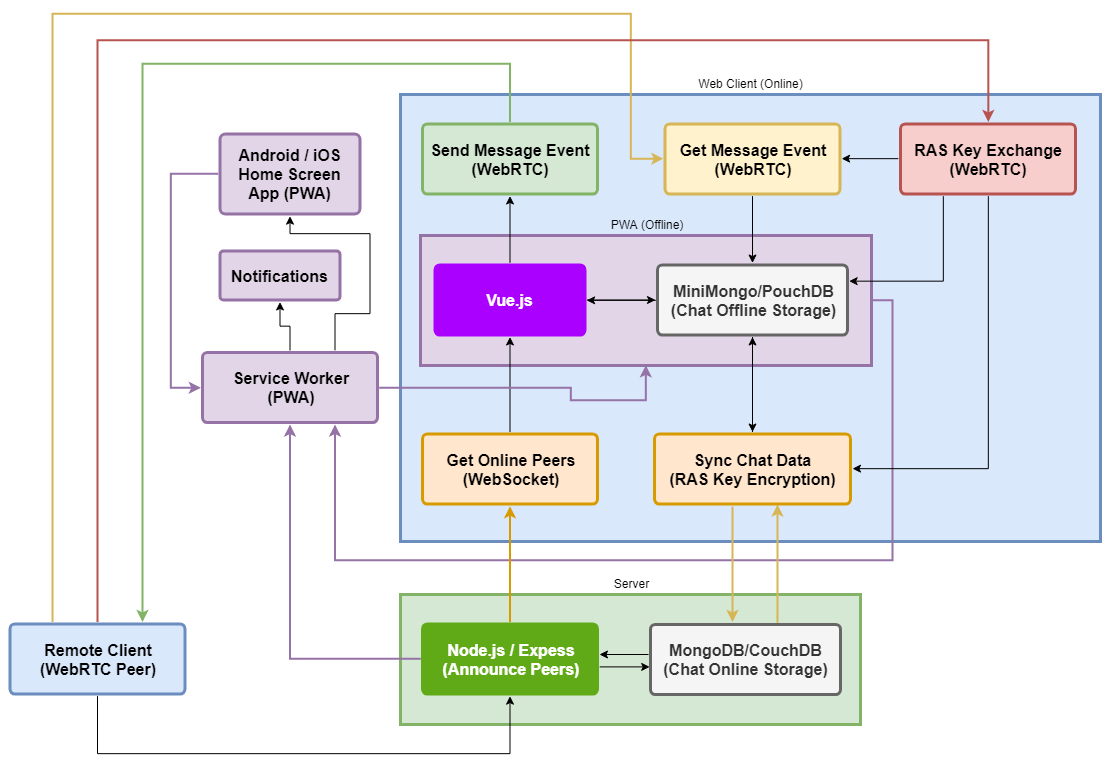 Web Client (Online)
Send Message Event
(WebRTC)
Get Message Event
(WebRTC)
RAS Key Exchange
(WebRTC)
Android / iOS
Home Screen
App (PWA)
PWA (Offline)
Notifications
Vue.js
MiniMongo/PouchDB
(Chat Offline Storage)
Service Worker
(PWA)
Get Online Peers
(WebSocket)
Sync Chat Data
(RAS Key Encryption)
Server
Remote Client
(WebRTC Peer)
Node.js / Expess
(Announce Peers)
MongoDB/CouchDB
(Chat Online Storage)